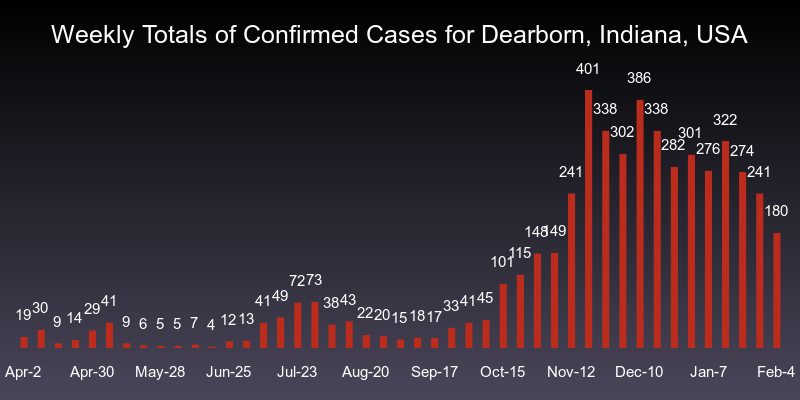 Weekly Totals of Confirmed Cases for Dearborn, Indiana, USA
19 30 9 14 29 41 9 6 5 5 7 4 12 13 41 49 72 73 38 43 22 20 15 18 17 33 41 45 101 115 148 149 241 401 338 302 386 338 282 301 276 322 274 241 180
Apr-2 Apr-30 May-28 Jun-25 Jul-23 Aug-20 Sep-17 Oct-15 Nov-12 Dec-10 Jan-7 Feb-4